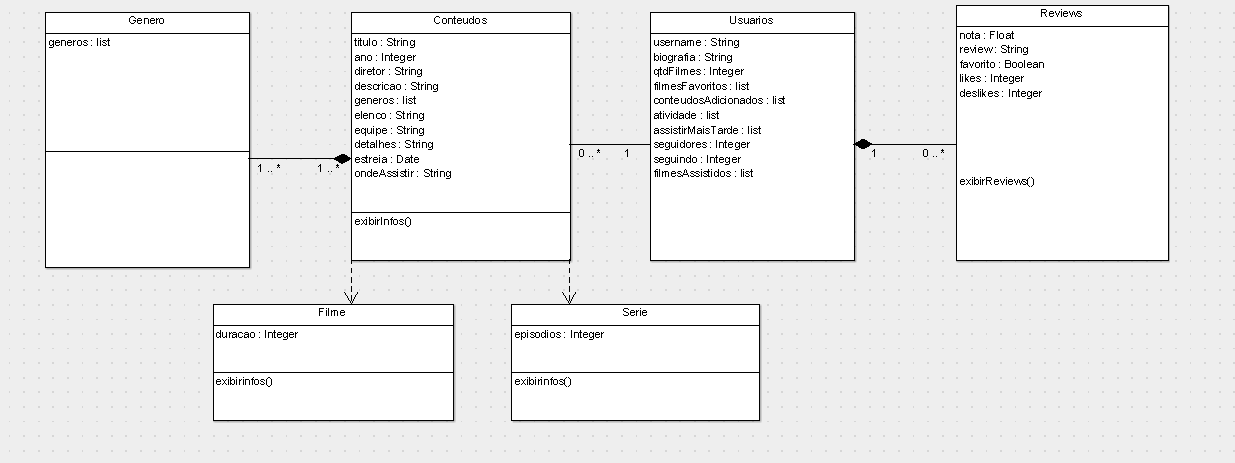 Genero
generos : list
Conteudos
titulo : String
ano : Integer
diretor : String
descricao : String
generos : list
elenco : String
equipe : String
detalhes : String
estreia : Date
ondeAssistir : String
exibirInfos()
Usuarios
username : String
biografia : String
qtdFilmes : Integer
filmesFavoritos : list
conteudosAdicionados : list
atividade : list
assistirMaisTarde : list
seguidores : Integer
seguindo : Integer
filmesAssistidos : list
Reviews
nota : Float
review : String
favorito : Boolean
likes : Integer
deslikes : Integer
exibirReviews()
1 .. *
1 .. *
0 .. *
1
1
0 .. *
Filme
duracao : Integer
exibirinfos()
Serie
episodios : Integer
exibirinfos()